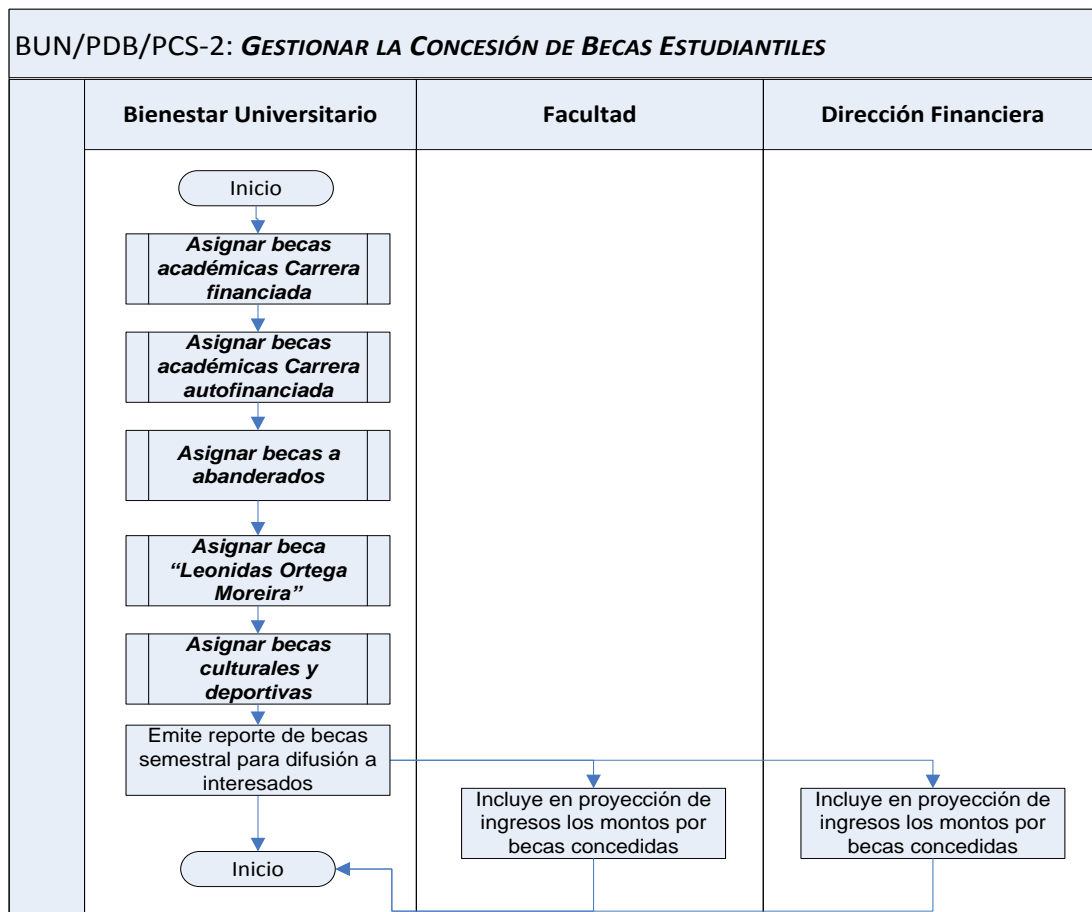 BUN/PDB/PCS-2: GESTIONAR LA CONCESIÓN DE BECAS ESTUDIANTILES
Bienestar Universitario
Facultad
Dirección Financiera
Inicio
Asignar becas
académicas Carrera
financiada
Asignar becas
académicas Carrera
autofinanciada
Asignar becas a
abanderados
Asignar beca
“Leonidas Ortega
Moreira”
Asignar becas
culturales y
deportivas
Emite reporte de becas
semestral para difusión a
interesados
Incluye en proyección de
ingresos los montos por
becas concedidas
Incluye en proyección de
ingresos los montos por
becas concedidas
Inicio